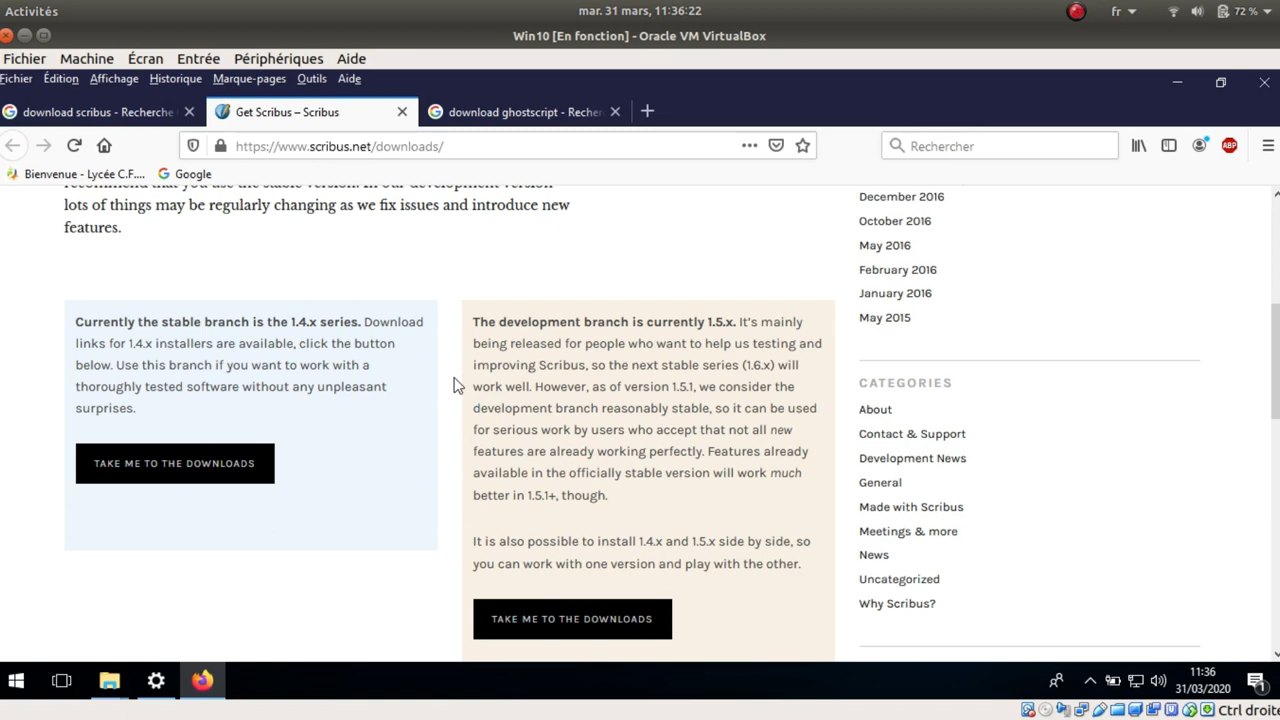 Activités
mar. 31 mars, 11:36:22
fr
72 %
Win10 [En fonction] - Oracle VM VirtualBox
Fichier Machine Écran Entrée Périphériques Aide
Fichier Édition Affichage Historique Marque-pages Outils Aide
download scribus - Recherche
Get Scribus – Scribus
download ghostscript - Recher
https://www.scribus.net/downloads/
Rechercher
ABP
Bienvenue - Lycée C.F....
Google
recommend that you use the stable version. In our development version
lots of things may be regularly changing as we fix issues and introduce new
features.
Currently the stable branch is the 1.4.x series. Download
links for 1.4.x installers are available, click the button
below. Use this branch if you want to work with a
thoroughly tested software without any unpleasant
surprises.
TAKE ME TO THE DOWNLOADS
The development branch is currently 1.5.x. It's mainly
being released for people who want to help us testing and
improving Scribus, so the next stable series (1.6.x) will
work well. However, as of version 1.5.1, we consider the
development branch reasonably stable, so it can be used
for serious work by users who accept that not all new
features are already working perfectly. Features already
available in the officially stable version will work much
better in 1.5.1+, though.
It is also possible to install 1.4.x and 1.5.x side by side, so
you can work with one version and play with the other.
TAKE ME TO THE DOWNLOADS
December 2016
October 2016
May 2016
February 2016
January 2016
May 2015
CATEGORIES
About
Contact & Support
Development News
General
Made with Scribus
Meetings & more
News
Uncategorized
Why Scribus?
11:36
31/03/2020
1
Ctrl droite